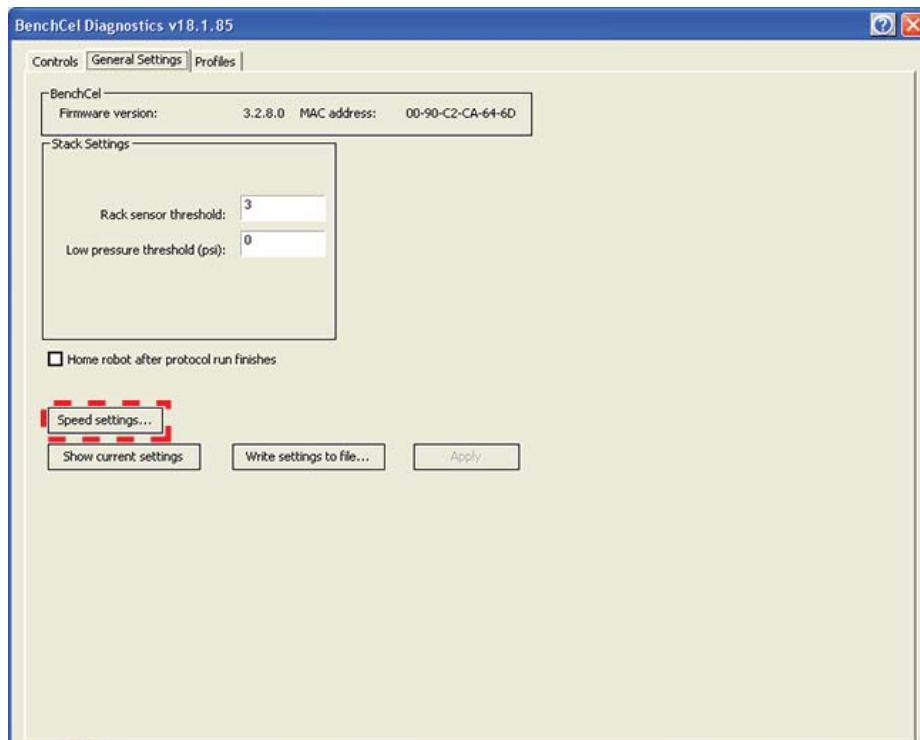 BenchCel Diagnostics v18.1.85
Controls General Settings Profiles
BenchCel
Firmware version: 3.2.8.0 MAC address: 00-90-C2-CA-64-6D
Stack Settings
Rack sensor threshold: 3
Low pressure threshold (psi): 0
Home robot after protocol run finishes
Speed settings...
Show current settings Write settings to file... Apply